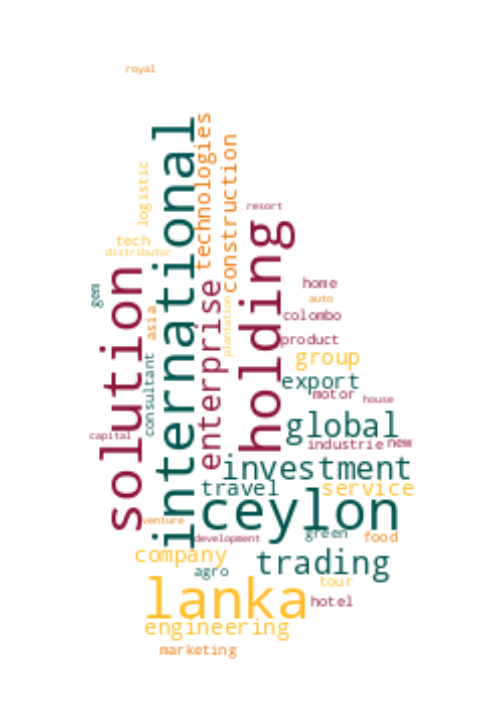 royal
international
technologies
construction
logistic
resort
holding
tech
distributor
solution
enterprise
home
gem
auto
plantation
asia
colombo
product
group
consultant
export
motor
house
global
capital
industrie
new
investment
travel
service
ceylon
venture
green
food
development
company
trading
agro
tour
lanka
hotel
engineering
marketing